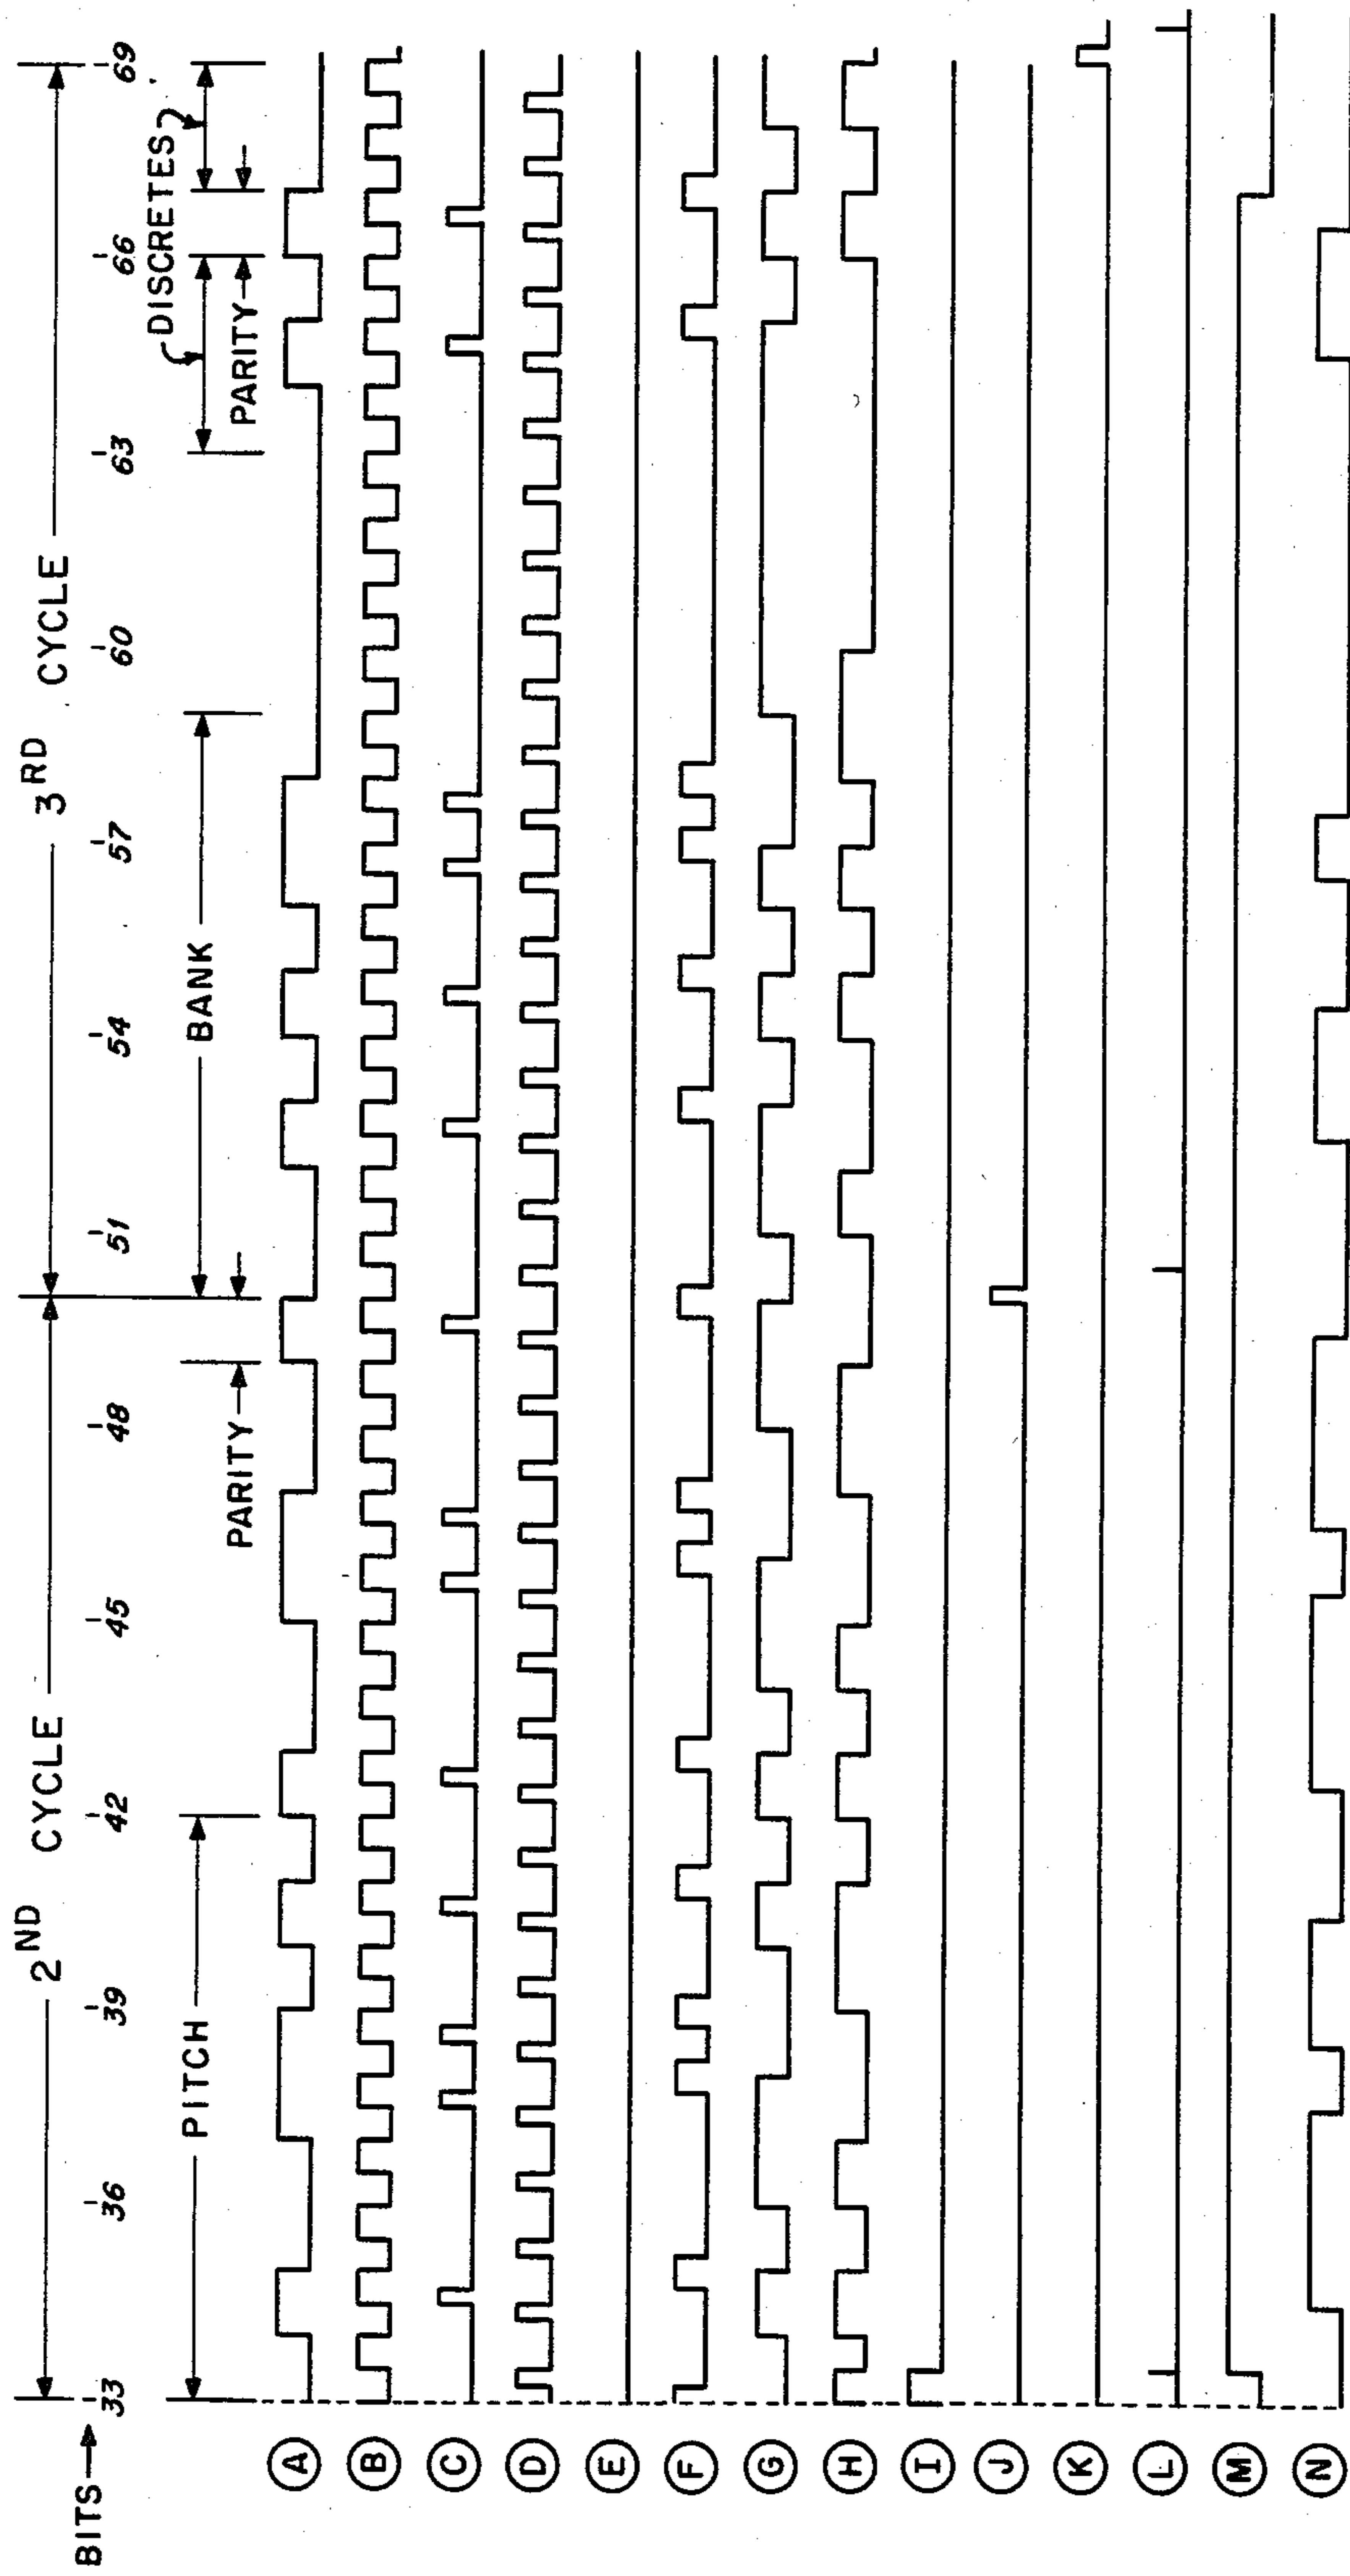 2ND CYCLE 3RD CYCLE
BITS 33 36 39 42 45 48 51 54 57 60 63 66 69
DISCRETES
PITCH BANK
PARITY PARITY
A
B
C
D
E
F
G
H
I
J
K
L
M
N